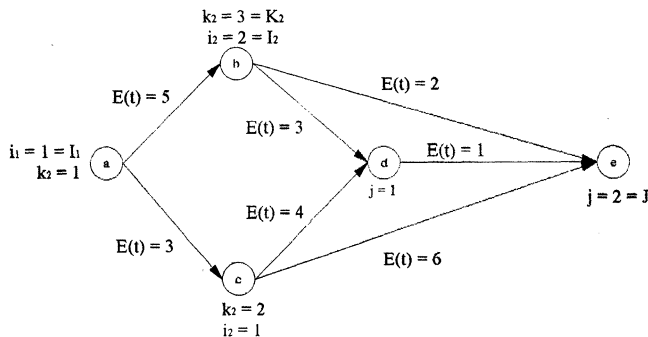 k₂ = 3 = K₂
i₂ = 2 = I₂
b
E(t) = 5
E(t) = 2
E(t) = 3
i₁ = 1 = I₁
k₂ = 1
a
d
j = 1
E(t) = 1
e
j = 2 = J
E(t) = 3
E(t) = 4
E(t) = 6
c
k₂ = 2
i₂ = 1